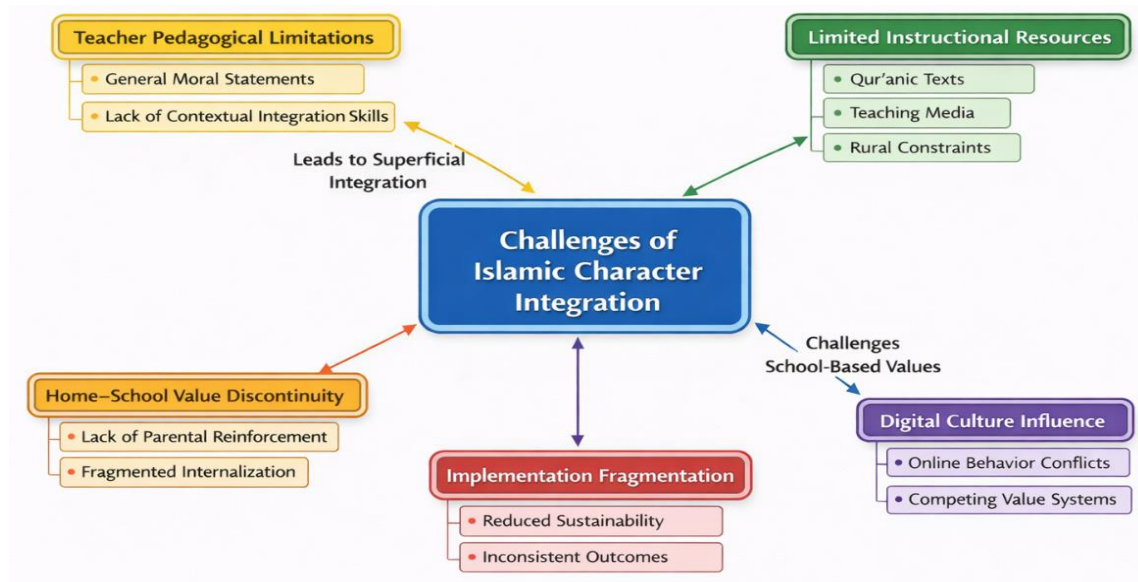 Teacher Pedagogical Limitations
• General Moral Statements
• Lack of Contextual Integration Skills
Leads to Superficial
Integration
Limited Instructional Resources
• Qur'anic Texts
• Teaching Media
• Rural Constraints
Challenges of
Islamic Character
Integration
Home–School Value Discontinuity
• Lack of Parental Reinforcement
• Fragmented Internalization
Implementation Fragmentation
• Reduced Sustainability
• Inconsistent Outcomes
Challenges
School-Based Values
Digital Culture Influence
• Online Behavior Conflicts
• Competing Value Systems